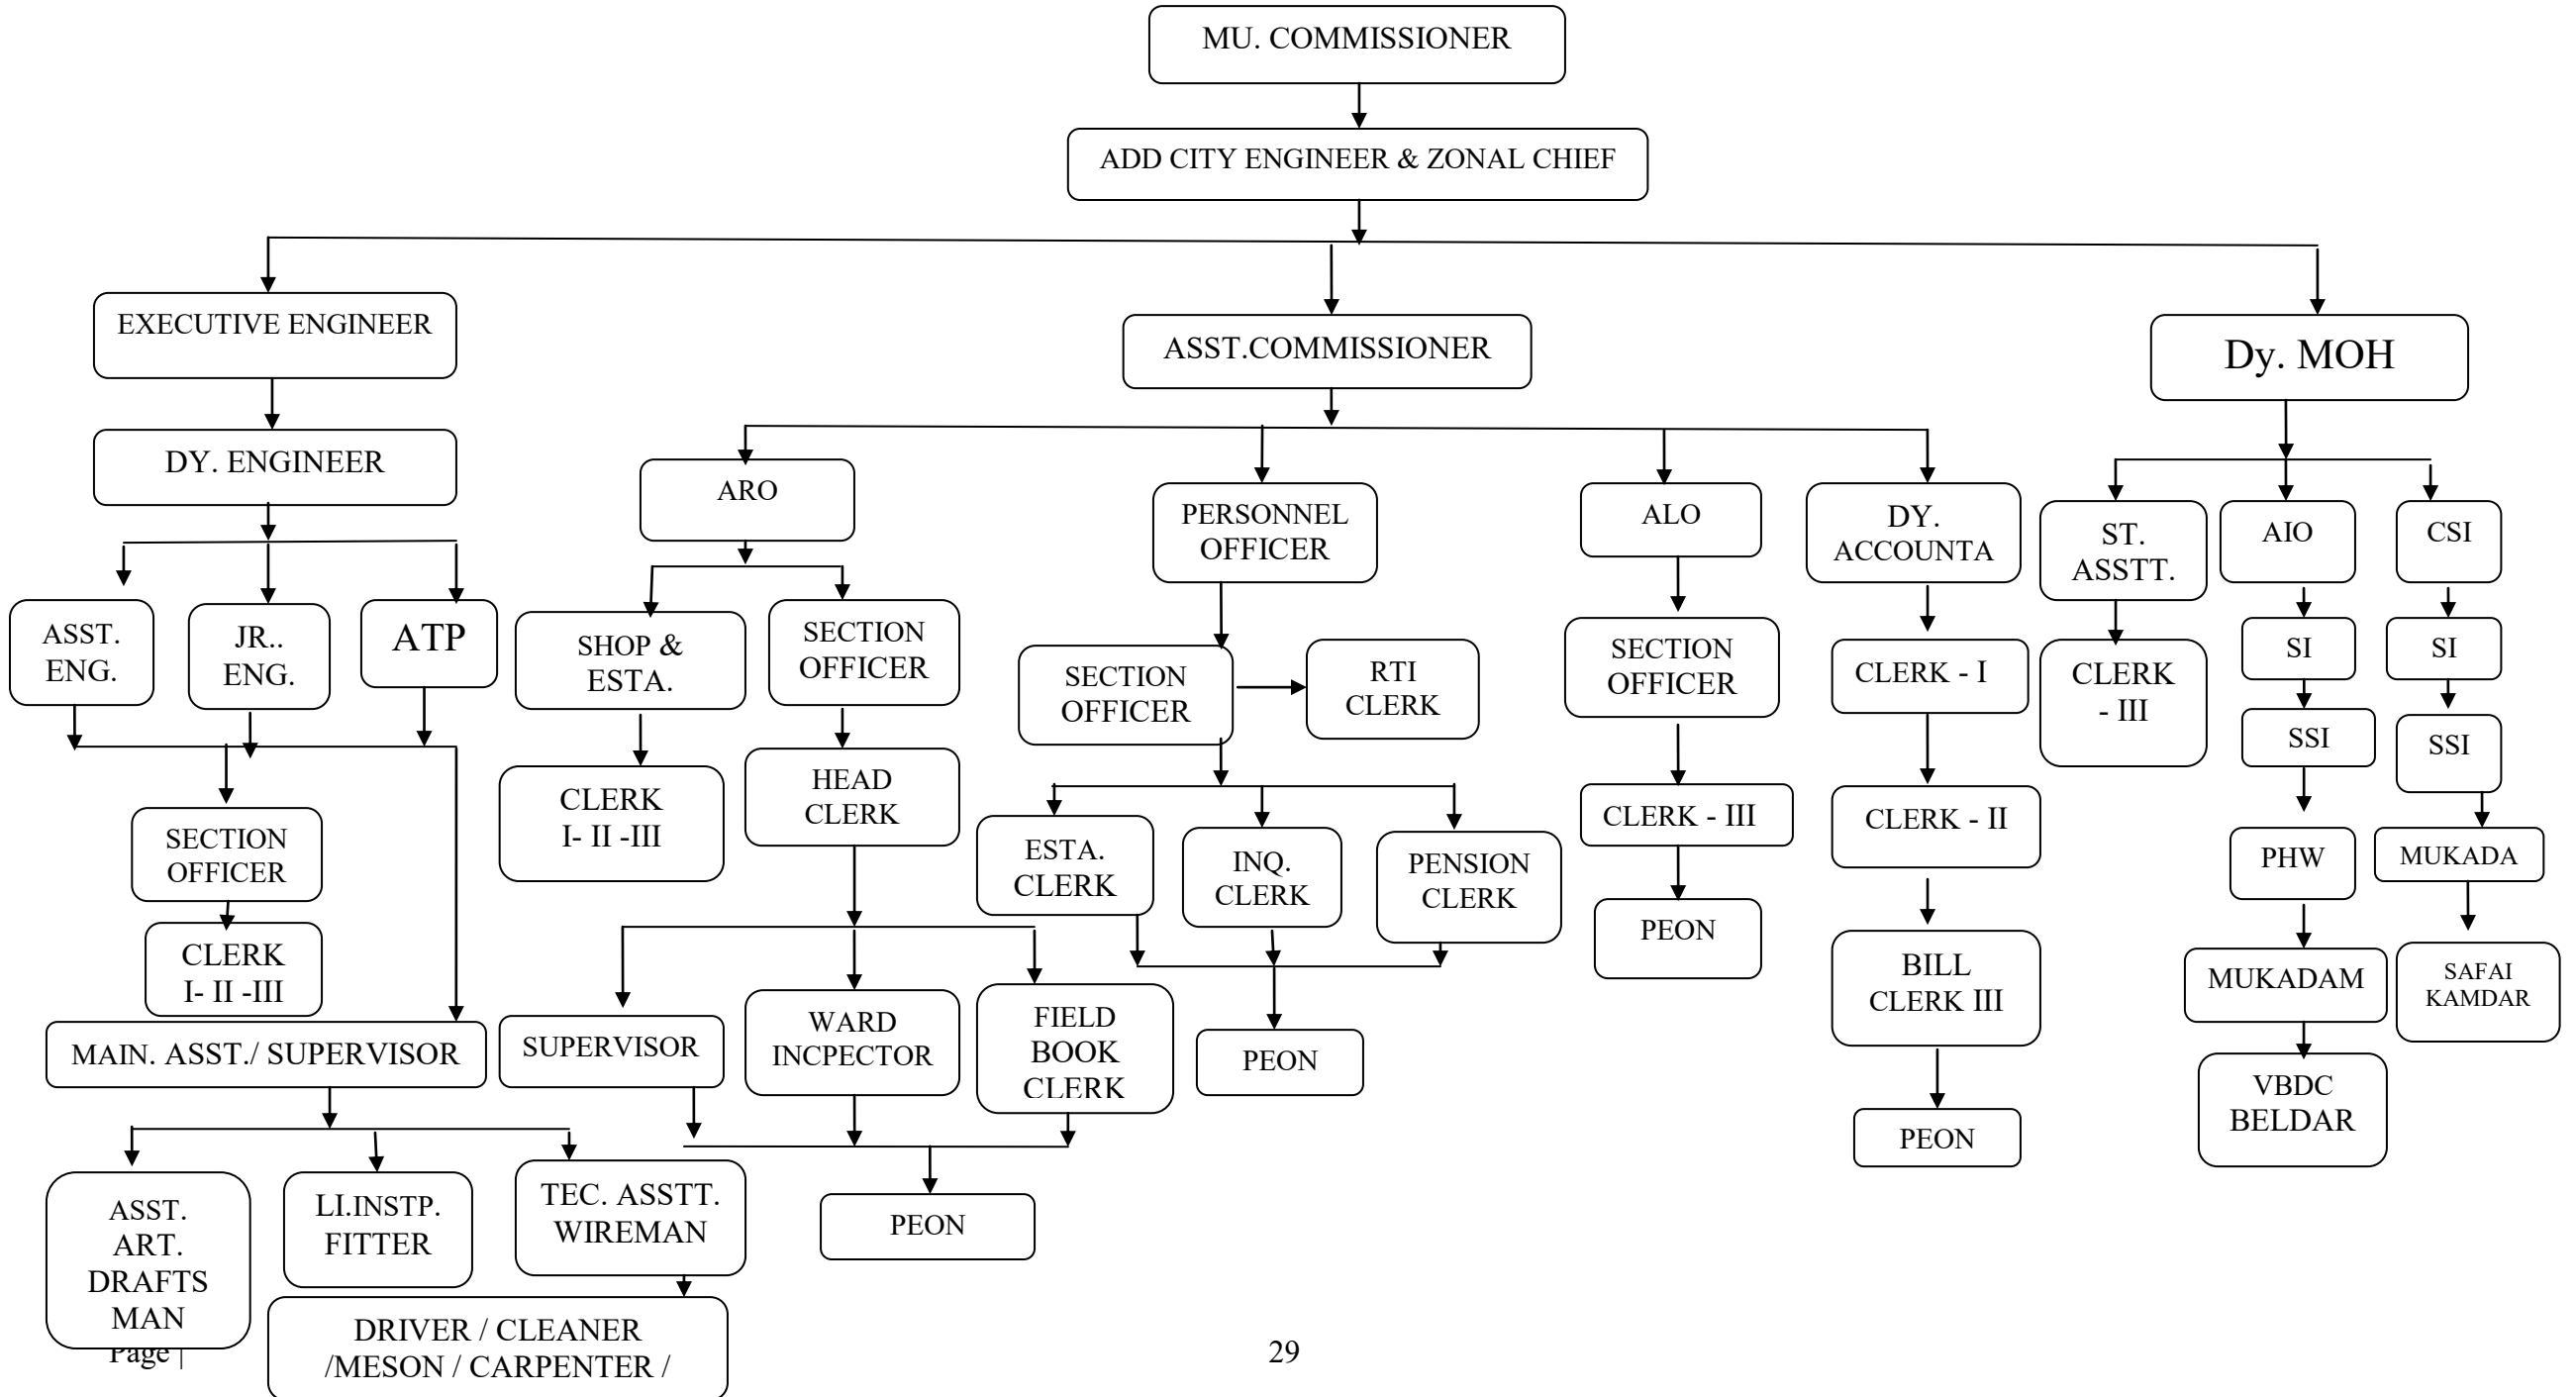 MU. COMMISSIONER
ADD CITY ENGINEER & ZONAL CHIEF
EXECUTIVE ENGINEER
ASST.COMMISSIONER
Dy. MOH
DY. ENGINEER
ARO
PERSONNEL
OFFICER
ALO
DY.
ACCOUNTA
ST.
ASSTT.
AIO
CSI
ASST.
ENG.
JR..
ENG.
ATP
SHOP &
ESTA.
SECTION
OFFICER
SECTION
OFFICER
RTI
CLERK
SECTION
OFFICER
CLERK - I
CLERK
- III
SI
SI
SSI
SSI
CLERK
I- II -III
HEAD
CLERK
CLERK - III
CLERK - II
SECTION
OFFICER
ESTA.
CLERK
INQ.
CLERK
PENSION
CLERK
PHW
MUKADA
CLERK
I- II -III
PEON
BILL
CLERK III
MUKADAM
SAFAI
KAMDAR
MAIN. ASST./ SUPERVISOR
SUPERVISOR
WARD
INCPECTOR
FIELD
BOOK
CLERK
PEON
PEON
VBDC
BELDAR
ASST.
ART.
DRAFTS
MAN
LI.INSTP.
FITTER
TEC. ASSTT.
WIREMAN
PEON
DRIVER / CLEANER
/MESON / CARPENTER /
Page |
29